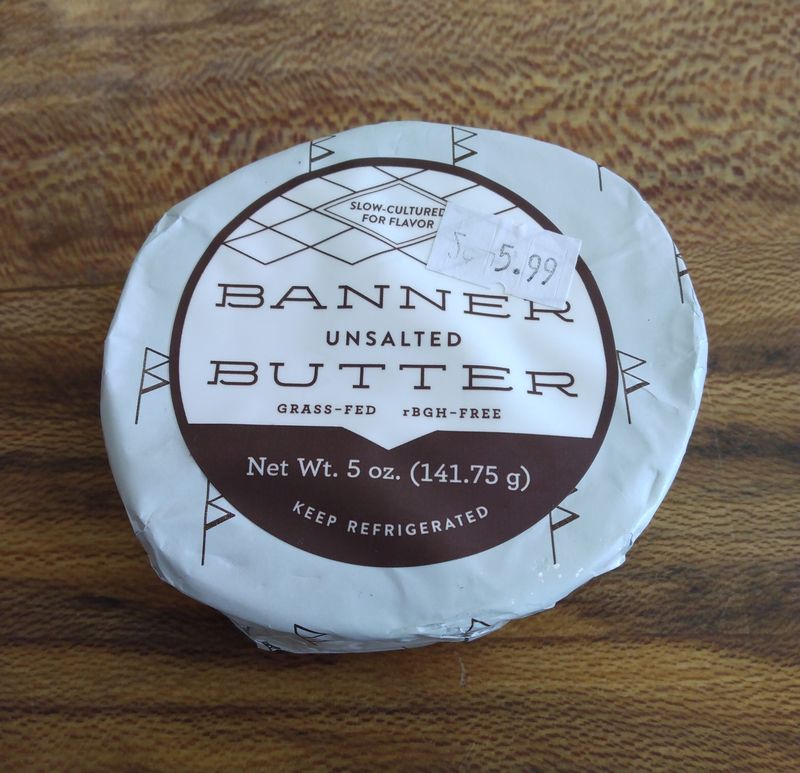 SLOW-CULTURED
FOR FLAVOR
5.99
BANNER
UNSALTED
BUTTER
GRASS-FED rBGH-FREE
Net Wt. 5 oz. (141.75 g)
KEEP REFRIGERATED